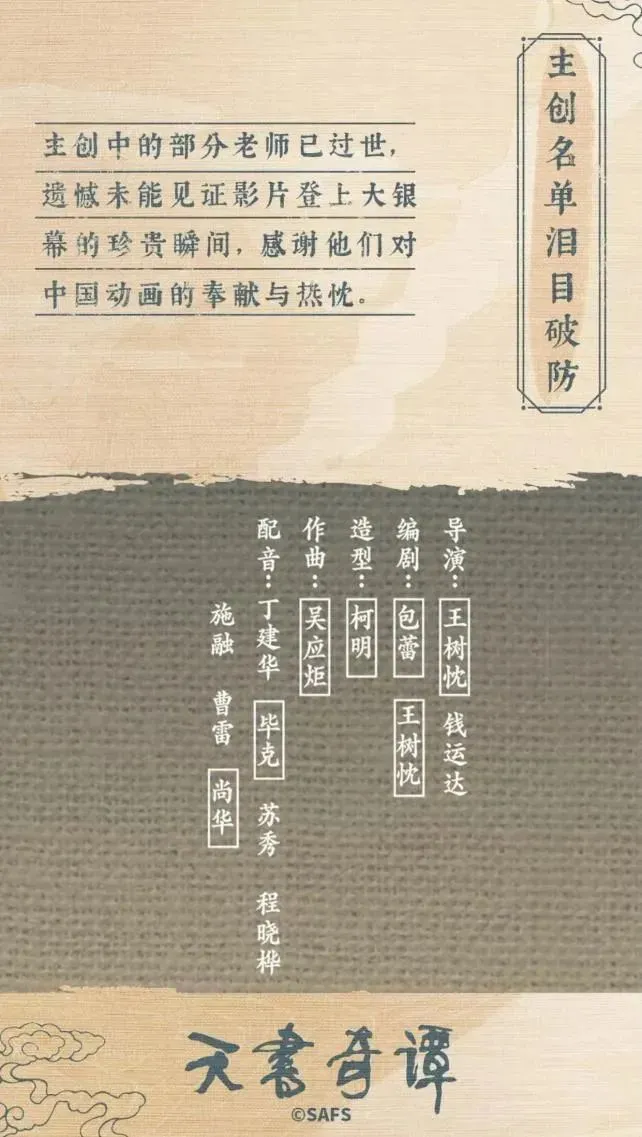 主创名单泪目破防
主创中的部分老师已过世，
遗憾未能见证影片登上大银
幕的珍贵瞬间，感谢他们对
中国动画的奉献与热忱。
导演：王树忱 钱运达
编剧：包蕾 王树忱
造型：柯明
作曲：吴应炬
配音：丁建华 毕克 苏秀 程晓桦
施融 曹雷 尚华
天书奇谭
©SAFS